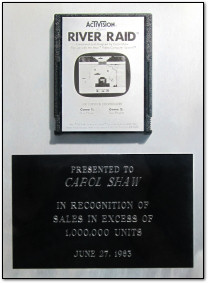 ACTIVISION
RIVER RAID
PRESENTED TO
CAROL SHAW
IN RECOGNITION OF
SALES IN EXCESS OF
1,000,000 UNITS
JUNE 27, 1983